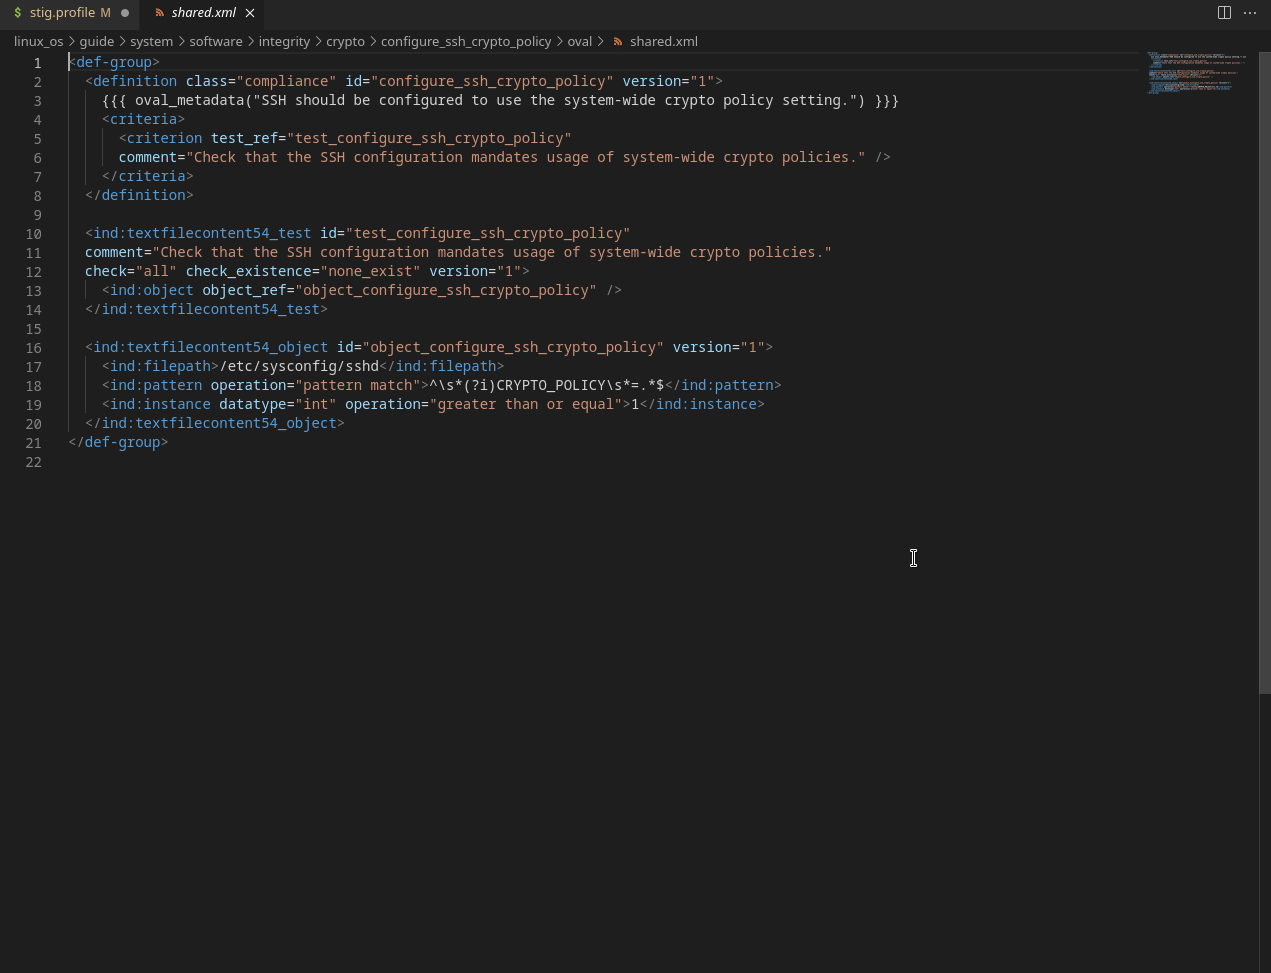 $ stig.profile M
shared.xml
linux_os > guide > system > software > integrity > crypto > configure_ssh_crypto_policy > oval > shared.xml
1 <def-group>
2   <definition class="compliance" id="configure_ssh_crypto_policy" version="1">
3     {{{ oval_metadata("SSH should be configured to use the system-wide crypto policy setting.") }}}
4     <criteria>
5       <criterion test_ref="test_configure_ssh_crypto_policy"
6       comment="Check that the SSH configuration mandates usage of system-wide crypto policies." />
7     </criteria>
8   </definition>
9
10   <ind:textfilecontent54_test id="test_configure_ssh_crypto_policy"
11   comment="Check that the SSH configuration mandates usage of system-wide crypto policies."
12   check="all" check_existence="none_exist" version="1">
13     <ind:object object_ref="object_configure_ssh_crypto_policy" />
14   </ind:textfilecontent54_test>
15
16   <ind:textfilecontent54_object id="object_configure_ssh_crypto_policy" version="1">
17     <ind:filepath>/etc/sysconfig/sshd</ind:filepath>
18     <ind:pattern operation="pattern match">^\s*(?i)CRYPTO_POLICY\s*=.*$</ind:pattern>
19     <ind:instance datatype="int" operation="greater than or equal">1</ind:instance>
20   </ind:textfilecontent54_object>
21 </def-group>
22